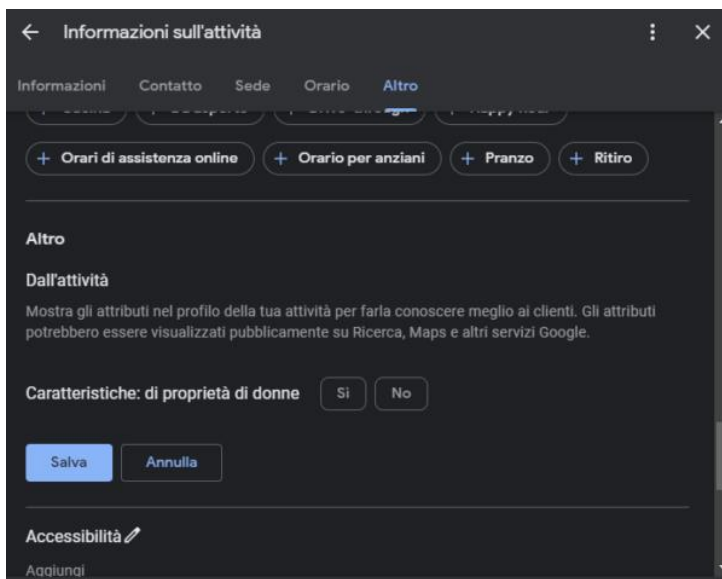 Informazioni sull'attività
Informazioni Contatto Sede Orario Altro
+ Orari di assistenza online + Orario per anziani + Pranzo + Ritiro
Altro
Dall'attività
Mostra gli attributi nel profilo della tua attività per farla conoscere meglio ai clienti. Gli attributi
potrebbero essere visualizzati pubblicamente su Ricerca, Maps e altri servizi Google.
Caratteristiche: di proprietà di donne Sì No
Salva Annulla
Accessibilità
Aggiungi